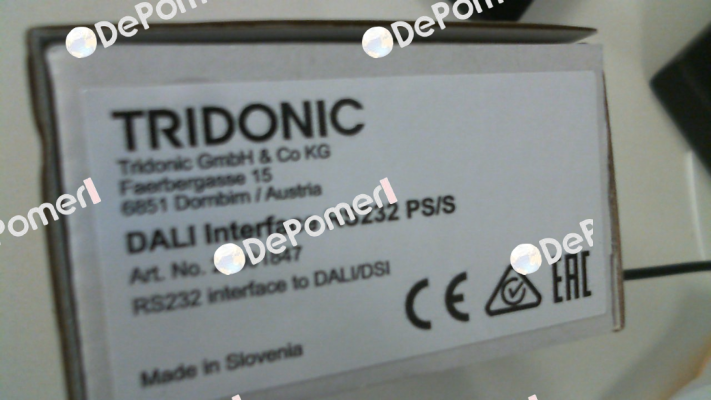 TRIDONIC
Tridonic GmbH & Co KG
Faerbergasse 15
6851 Dornbirn / Austria
DALI Interface RS232 PS/S
Art. No.
RS232 interface to DALI/DSI
CE EAC
Made in Slovenia
DePomerl
DePomerl
DePomerl
DePomerl
DePomerl